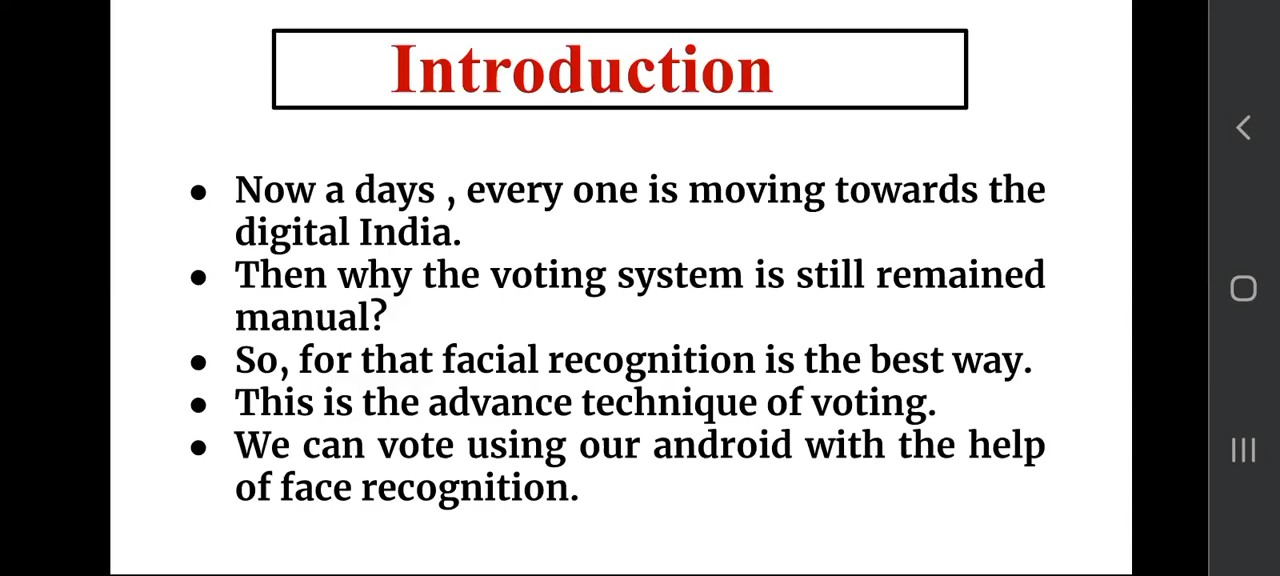 Introduction
● Now a days , every one is moving towards the
digital India.
● Then why the voting system is still remained
manual?
● So, for that facial recognition is the best way.
● This is the advance technique of voting.
● We can vote using our android with the help
of face recognition.